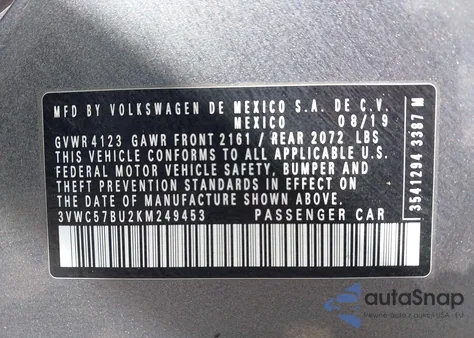 MFD BY VOLKSWAGEN DE MEXICO S.A. DE C.V.
MEXICO 08/19
GVWR 4123 GAWR FRONT 2161 / REAR 2072 LBS
THIS VEHICLE CONFORMS TO ALL APPLICABLE U.S.
FEDERAL MOTOR VEHICLE SAFETY, BUMPER AND
THEFT PREVENTION STANDARDS IN EFFECT ON
THE DATE OF MANUFACTURE SHOWN ABOVE.
3VWC57BU2KM249453 PASSENGER CAR
3541294 3387 M
autoSnap